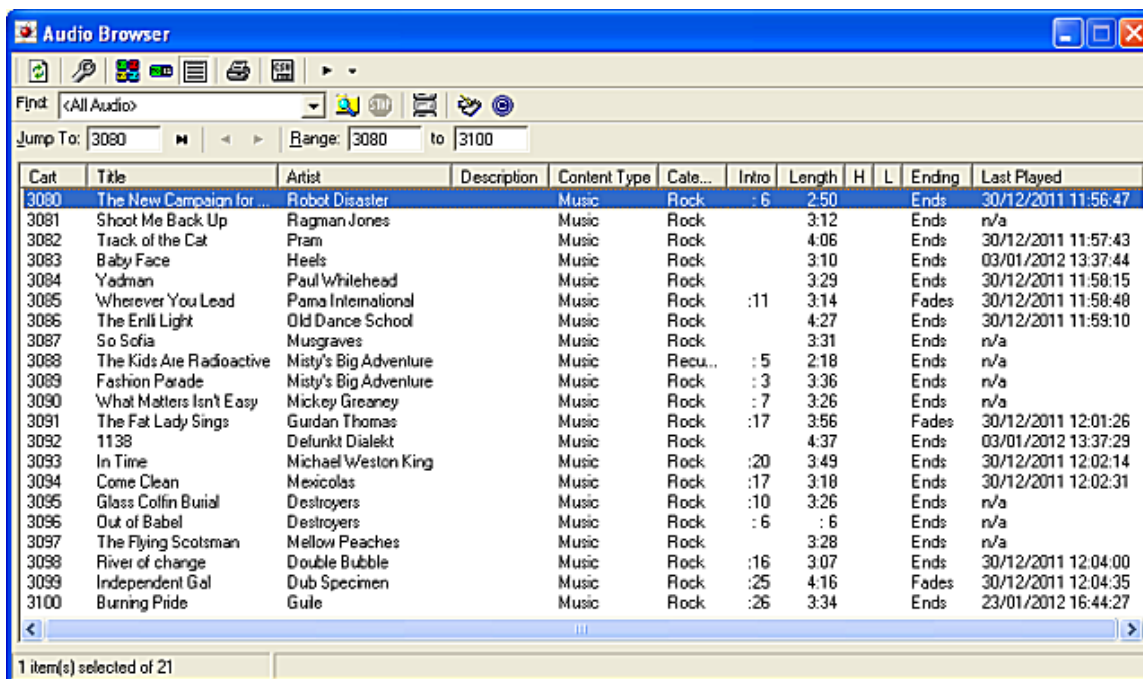 Audio Browser
Find: <All Audio> STOP
Jump To: 3080 Range: 3080 to 3100
Cart Title Artist Description Content Type Cate... Intro Length H L Ending Last Played
3080 The New Campaign for ... Robot Disaster Music Rock : 6 2:50 Ends 30/12/2011 11:56:47
3081 Shoot Me Back Up Ragman Jones Music Rock 3:12 Ends n/a
3082 Track of the Cat Pram Music Rock 4:06 Ends 30/12/2011 11:57:43
3083 Baby Face Heels Music Rock 3:10 Ends 03/01/2012 13:37:44
3084 Yadman Paul Whitehead Music Rock 3:29 Ends 30/12/2011 11:58:15
3085 Wherever You Lead Pama International Music Rock :11 3:14 Fades 30/12/2011 11:58:48
3086 The Enlli Light Old Dance School Music Rock 4:27 Ends 30/12/2011 11:59:10
3087 So Sofia Musgraves Music Rock 3:31 Ends n/a
3088 The Kids Are Radioactive Misty's Big Adventure Music Recu... : 5 2:18 Ends n/a
3089 Fashion Parade Misty's Big Adventure Music Rock : 3 3:36 Ends n/a
3090 What Matters Isn't Easy Mickey Greaney Music Rock : 7 3:26 Ends n/a
3091 The Fat Lady Sings Gurdan Thomas Music Rock :17 3:56 Fades 30/12/2011 12:01:26
3092 1138 Defunkt Dialekt Music Rock 4:37 Ends 03/01/2012 13:37:29
3093 In Time Michael Weston King Music Rock :20 3:49 Ends 30/12/2011 12:02:14
3094 Come Clean Mexicolas Music Rock :17 3:18 Ends 30/12/2011 12:02:31
3095 Glass Coffin Burial Destroyers Music Rock :10 3:26 Ends n/a
3096 Out of Babel Destroyers Music Rock : 6 : 6 Ends n/a
3097 The Flying Scotsman Mellow Peaches Music Rock 3:28 Ends n/a
3098 River of change Double Bubble Music Rock :16 3:07 Ends 30/12/2011 12:04:00
3099 Independent Gal Dub Specimen Music Rock :25 4:16 Fades 30/12/2011 12:04:35
3100 Burning Pride Guile Music Rock :26 3:34 Ends 23/01/2012 16:44:27
1 item(s) selected of 21